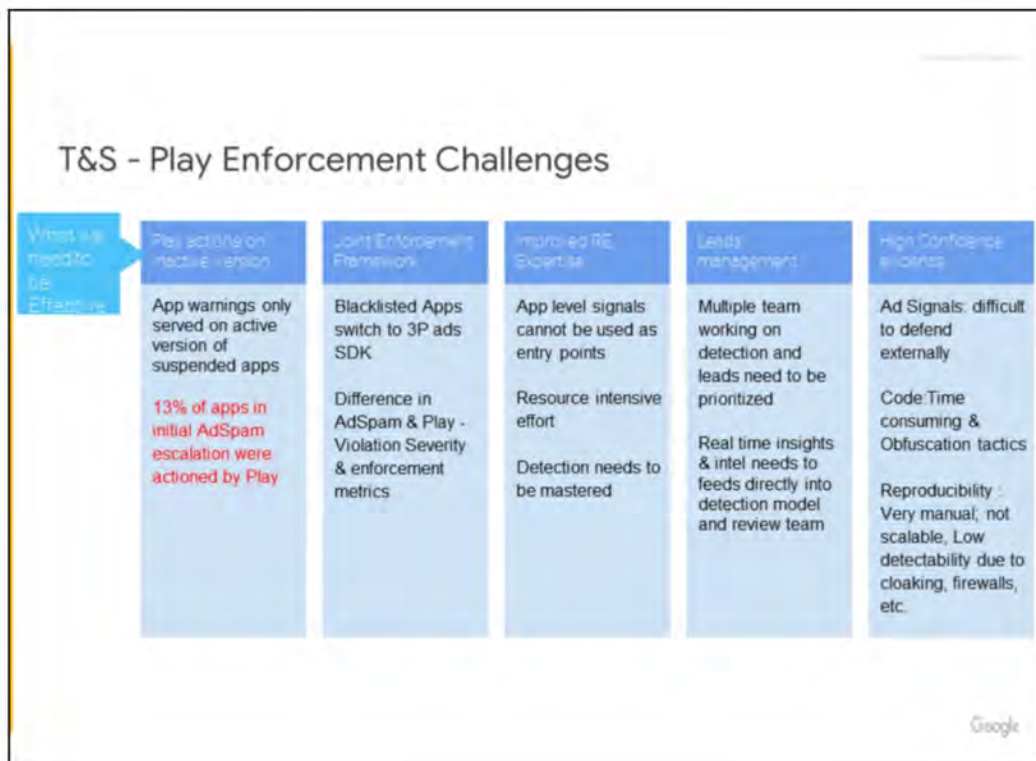 T&S - Play Enforcement Challenges
What we
need to
be
Effective
Play actions on
inactive version
App warnings only
served on active
version of
suspended apps
13% of apps in
initial AdSpam
escalation were
actioned by Play
Joint Enforcement
Framework
Blacklisted Apps
switch to 3P ads
SDK
Difference in
AdSpam & Play -
Violation Severity
& enforcement
metrics
Improved RE
Expertise
App level signals
cannot be used as
entry points
Resource intensive
effort
Detection needs to
be mastered
Leads
management
Multiple team
working on
detection and
leads need to be
prioritized
Real time insights
& intel needs to
feeds directly into
detection model
and review team
High Confidence
evidence
Ad Signals: difficult
to defend
externally
Code:Time
consuming &
Obfuscation tactics
Reproducibility :
Very manual; not
scalable, Low
detectability due to
cloaking, firewalls,
etc.
Google